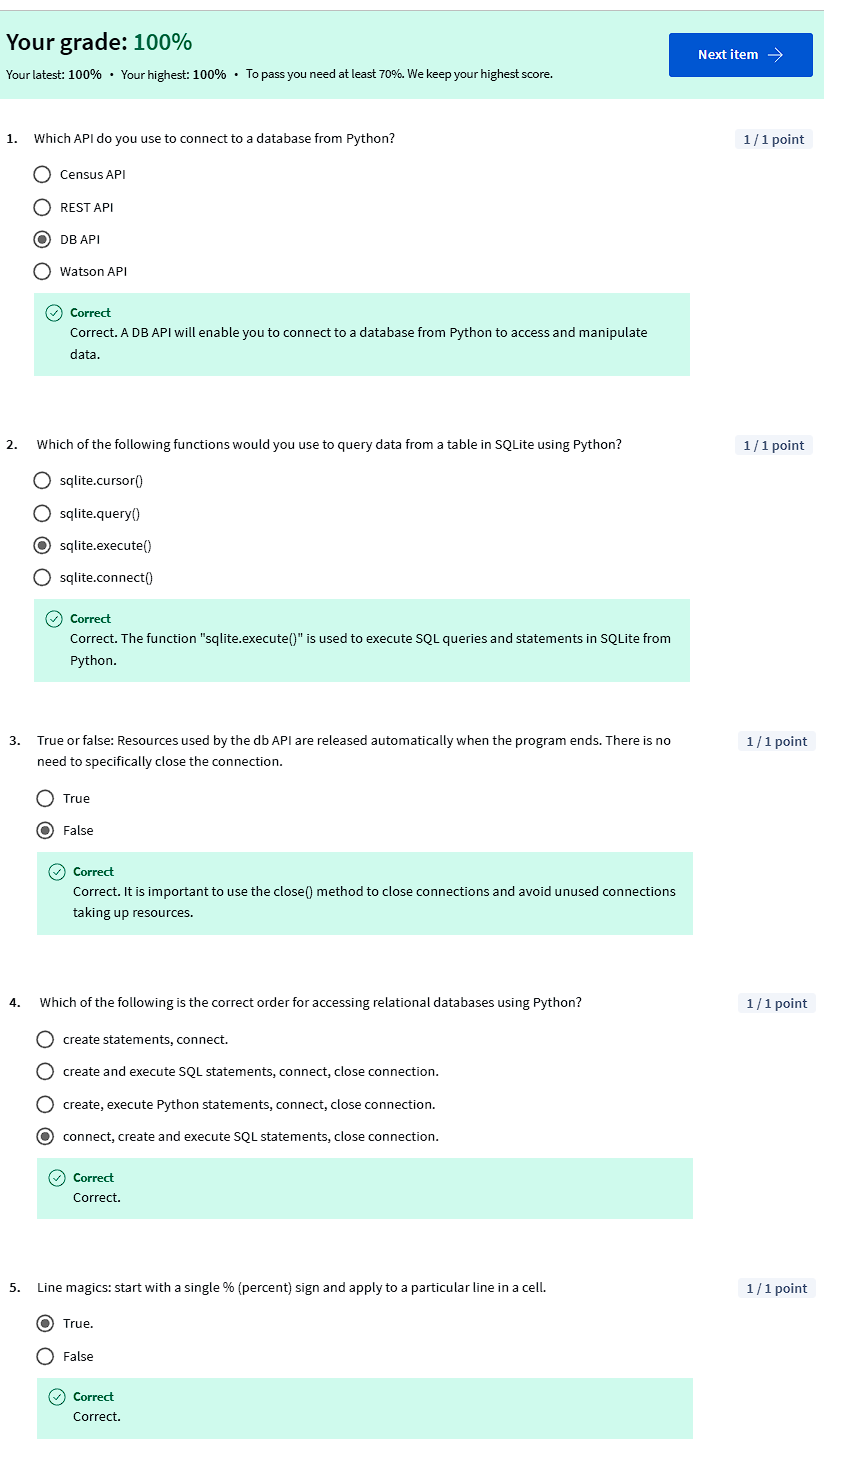 Your grade: 100%
Next item →
Your latest: 100% • Your highest: 100% • To pass you need at least 70%. We keep your highest score.
1. Which API do you use to connect to a database from Python?
1 / 1 point
Census API
REST API
DB API
Watson API
Correct
Correct. A DB API will enable you to connect to a database from Python to access and manipulate
data.
2. Which of the following functions would you use to query data from a table in SQLite using Python?
1 / 1 point
sqlite.cursor()
sqlite.query()
sqlite.execute()
sqlite.connect()
Correct
Correct. The function "sqlite.execute()" is used to execute SQL queries and statements in SQLite from
Python.
3. True or false: Resources used by the db API are released automatically when the program ends. There is no
1 / 1 point
need to specifically close the connection.
True
False
Correct
Correct. It is important to use the close() method to close connections and avoid unused connections
taking up resources.
4. Which of the following is the correct order for accessing relational databases using Python?
1 / 1 point
create statements, connect.
create and execute SQL statements, connect, close connection.
create, execute Python statements, connect, close connection.
connect, create and execute SQL statements, close connection.
Correct
Correct.
5. Line magics: start with a single % (percent) sign and apply to a particular line in a cell.
1 / 1 point
True.
False
Correct
Correct.